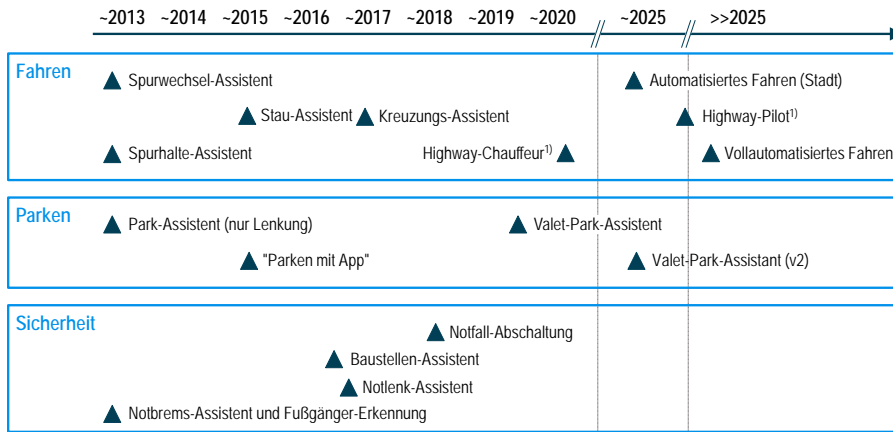 ~2013 ~2014 ~2015 ~2016 ~2017 ~2018 ~2019 ~2020 ~2025 >>2025
Fahren
Spurwechsel-Assistent Automatisiertes Fahren (Stadt)
Stau-Assistent Kreuzungs-Assistent Highway-Pilot1)
Spurhalte-Assistent Highway-Chauffeur1) Vollautomatisiertes Fahren
Parken
Park-Assistent (nur Lenkung) Valet-Park-Assistent
"Parken mit App" Valet-Park-Assistant (v2)
Sicherheit
Notfall-Abschaltung
Baustellen-Assistent
Notlenk-Assistent
Notbrems-Assistent und Fußgänger-Erkennung